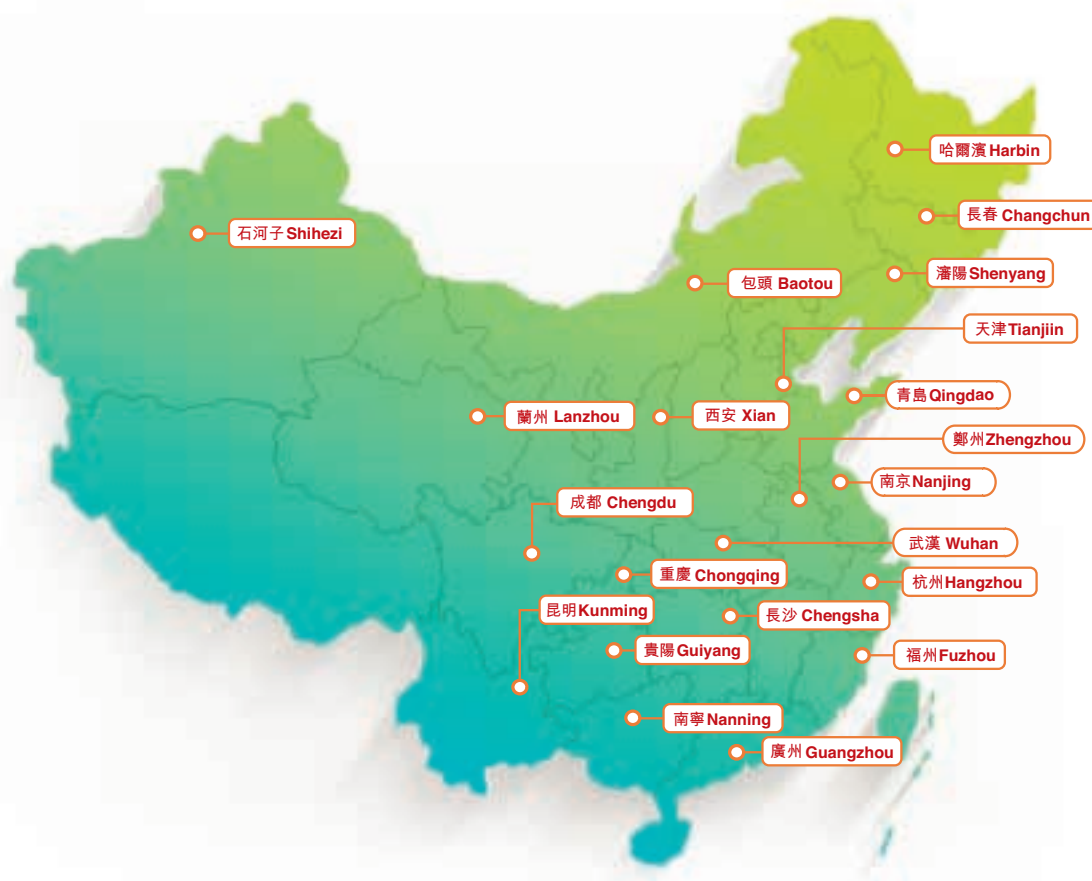 哈爾濱 Harbin
長春 Changchun
石河子 Shihezi
瀋陽 Shenyang
包頭 Baotou
天津 Tianjiin
青島 Qingdao
蘭州 Lanzhou
西安 Xian
鄭州 Zhengzhou
南京 Nanjing
成都 Chengdu
武漢 Wuhan
重慶 Chongqing
杭州 Hangzhou
昆明 Kunming
長沙 Chengsha
貴陽 Guiyang
福州 Fuzhou
南寧 Nanning
廣州 Guangzhou